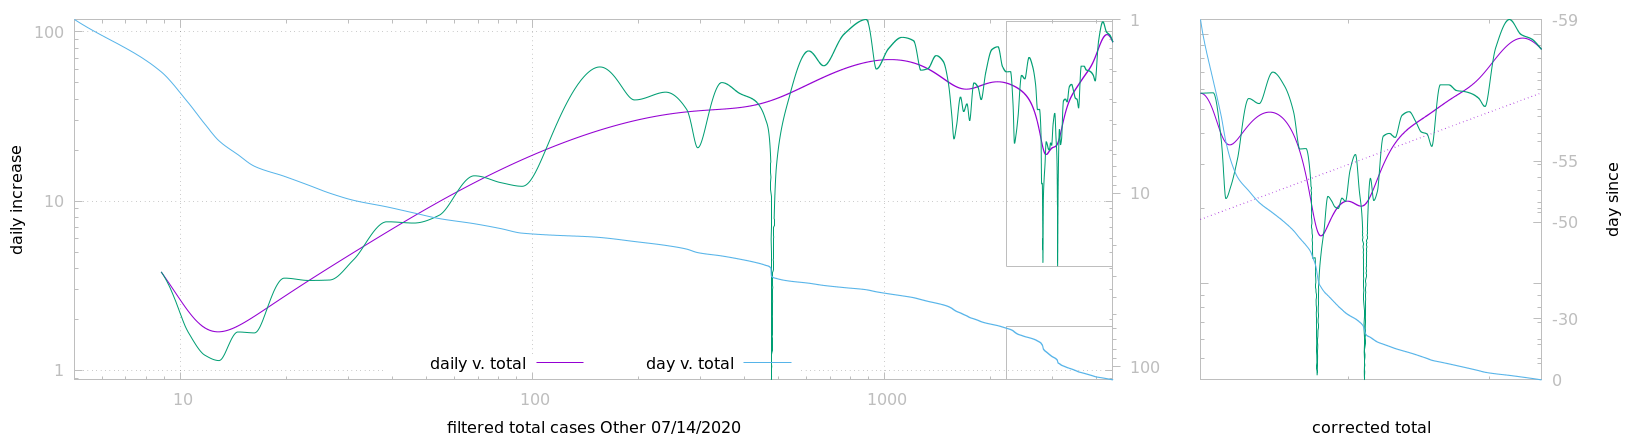 100
10
1
daily increase
10
100
1000
filtered total cases Other 07/14/2020
daily v. total
day v. total
1
10
100
-59
-55
-50
-30
0
day since
corrected total